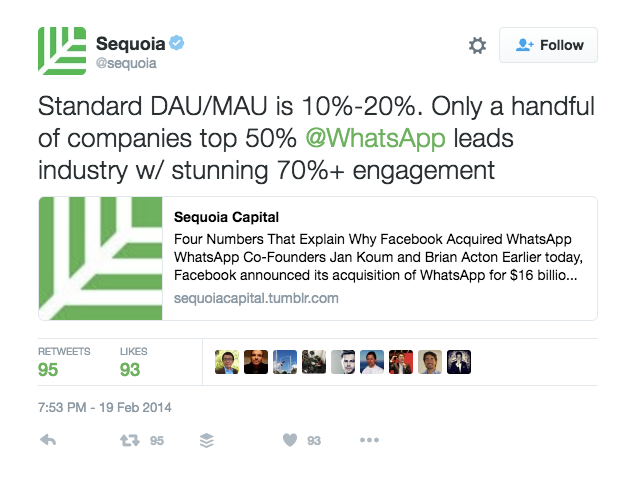 Sequoia
@sequoia
Follow
Standard DAU/MAU is 10%-20%. Only a handful
of companies top 50% @WhatsApp leads
industry w/ stunning 70%+ engagement
Sequoia Capital
Four Numbers That Explain Why Facebook Acquired WhatsApp
WhatsApp Co-Founders Jan Koum and Brian Acton Earlier today,
Facebook announced its acquisition of WhatsApp for $16 billio...
sequoiacapital.tumblr.com
RETWEETS LIKES
95 93
7:53 PM - 19 Feb 2014
95 93